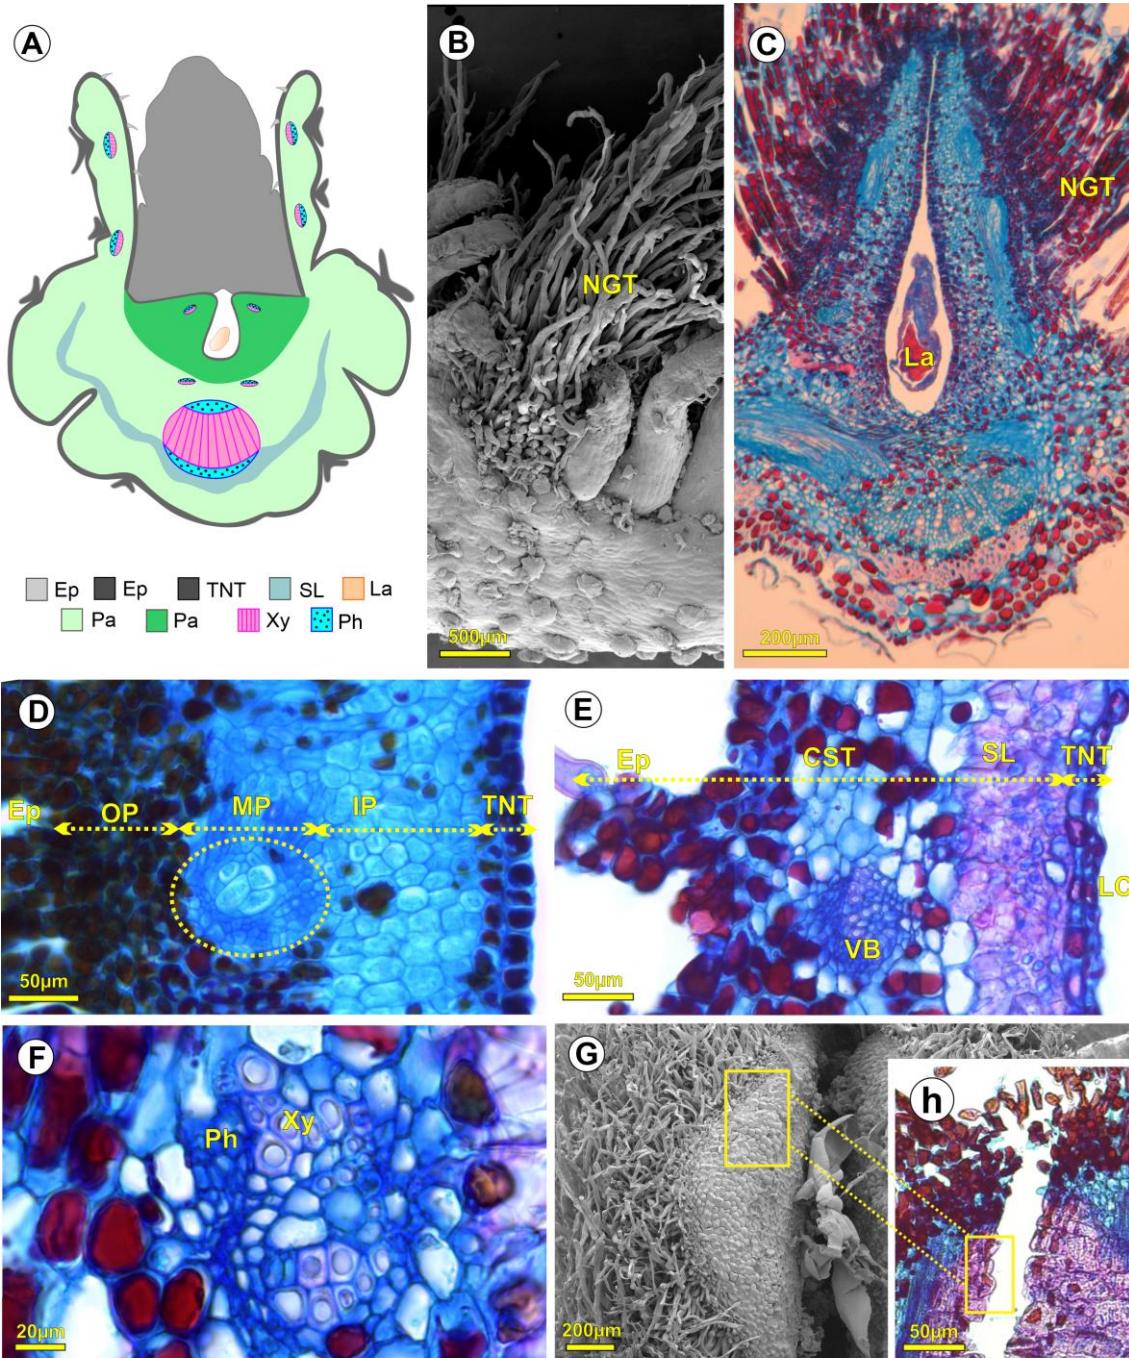 A
Ep Ep TNT SL La
Pa Pa Xy Ph
B
NGT
500µm
C
NGT
La
200µm
D
Ep OP MP IP TNT
50µm
E
Ep CST SL TNT
LC
VB
50µm
F
Ph Xy
20µm
G
200µm
h
50µm